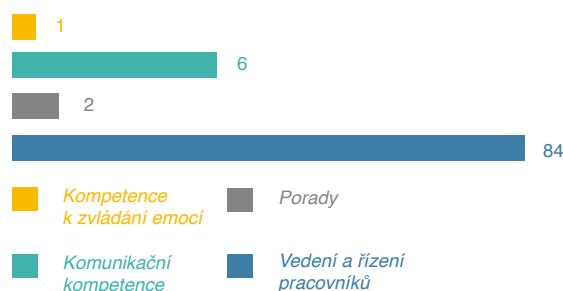 1
6
2
84
Kompetence
k zvládání emocí
Porady
Komunikační
kompetence
Vedení a řízení
pracovníků